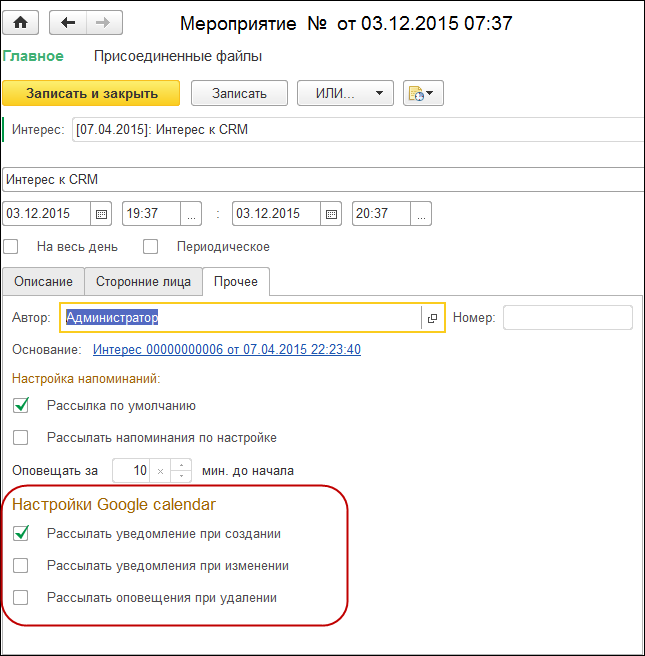 Мероприятие № от 03.12.2015 07:37
Главное Присоединенные файлы
Записать и закрыть Записать ИЛИ...
Интерес: [07.04.2015]: Интерес к CRM
Интерес к CRM
03.12.2015 19:37 ... : 03.12.2015 20:37 ...
На весь день Периодическое
Описание Сторонние лица Прочее
Автор: Администратор Номер:
Основание: Интерес 00000000006 от 07.04.2015 22:23:40
Настройка напоминаний:
Рассылка по умолчанию
Рассылать напоминания по настройке
Оповещать за 10 мин. до начала
Настройки Google calendar
Рассылать уведомление при создании
Рассылать уведомления при изменении
Рассылать оповещения при удалении